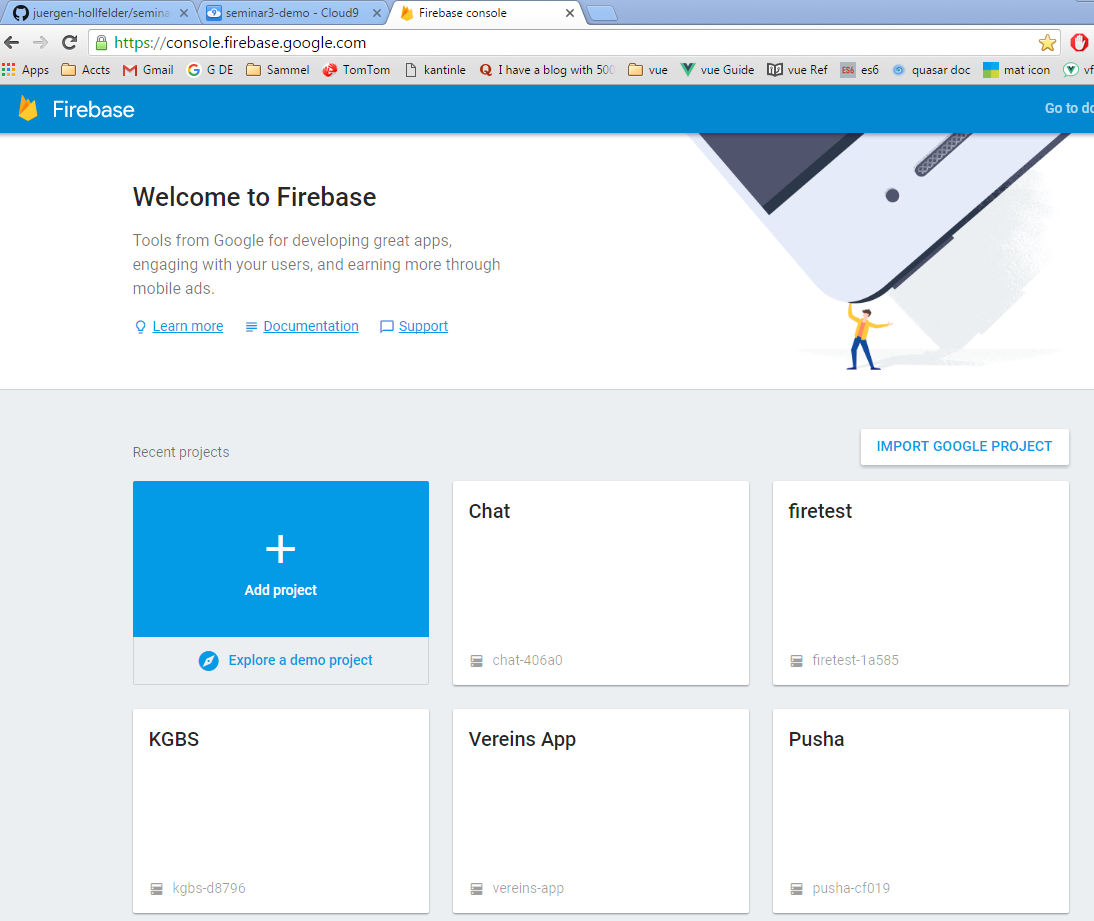 juergen-hollfelder/semina
seminar3-demo - Cloud9
Firebase console
https://console.firebase.google.com
Apps Accts Gmail G DE Sammel TomTom kantinle I have a blog with 500 vue vue Guide vue Ref ES6 es6 quasar doc mat icon vf
Firebase
Go to do
Welcome to Firebase
Tools from Google for developing great apps,
engaging with your users, and earning more through
mobile ads.
Learn more Documentation Support
Recent projects
IMPORT GOOGLE PROJECT
Add project
Explore a demo project
Chat
chat-406a0
firetest
firetest-1a585
KGBS
kgbs-d8796
Vereins App
vereins-app
Pusha
pusha-cf019